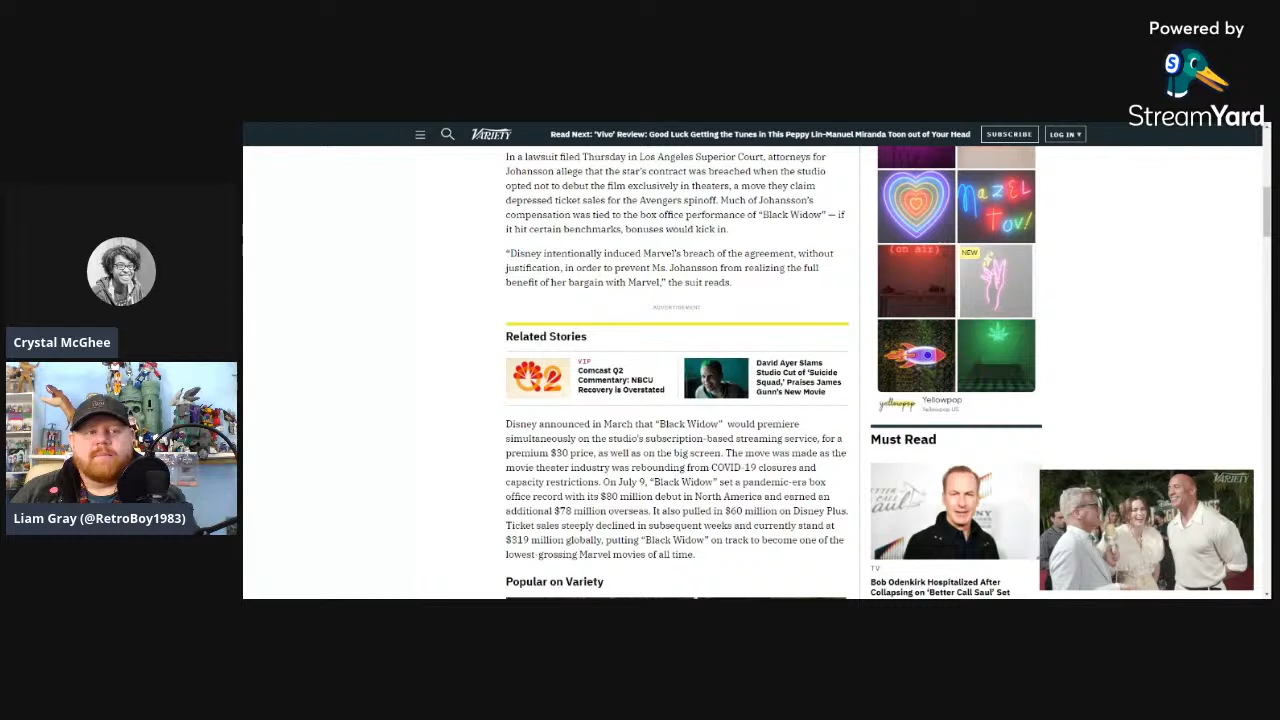 Powered by
StreamYard
VARIETY
Read Next: ‘Vivo’ Review: Good Luck Getting the Tunes in This Peppy Lin-Manuel Miranda Toon out of Your Head
SUBSCRIBE
LOG IN ▾
In a lawsuit filed Thursday in Los Angeles Superior Court, attorneys for
Johansson allege that the star’s contract was breached when the studio
opted not to debut the film exclusively in theaters, a move they claim
depressed ticket sales for the Avengers spinoff. Much of Johansson’s
compensation was tied to the box office performance of “Black Widow” — if
it hit certain benchmarks, bonuses would kick in.
“Disney intentionally induced Marvel’s breach of the agreement, without
justification, in order to prevent Ms. Johansson from realizing the full
benefit of her bargain with Marvel,” the suit reads.
ADVERTISEMENT
Related Stories
VIP
Comcast Q2
Commentary: NBCU
Recovery is Overstated
David Ayer Slams
Studio Cut of ‘Suicide
Squad,’ Praises James
Gunn’s New Movie
Disney announced in March that “Black Widow”  would premiere
simultaneously on the studio’s subscription-based streaming service, for a
premium $30 price, as well as on the big screen. The move was made as the
movie theater industry was rebounding from COVID-19 closures and
capacity restrictions. On July 9, “Black Widow” set a pandemic-era box
office record with its $80 million debut in North America and earned an
additional $78 million overseas. It also pulled in $60 million on Disney Plus.
Ticket sales steeply declined in subsequent weeks and currently stand at
$319 million globally, putting “Black Widow” on track to become one of the
lowest-grossing Marvel movies of all time.
Popular on Variety
MAZEL
TOV!
(on air)
NEW
yellowpop
Yellowpop
Yellowpop US
Must Read
BETTER CALL
Saul
TV
Bob Odenkirk Hospitalized After
Collapsing on ‘Better Call Saul’ Set
VARIETY
Crystal McGhee
Liam Gray (@RetroBoy1983)